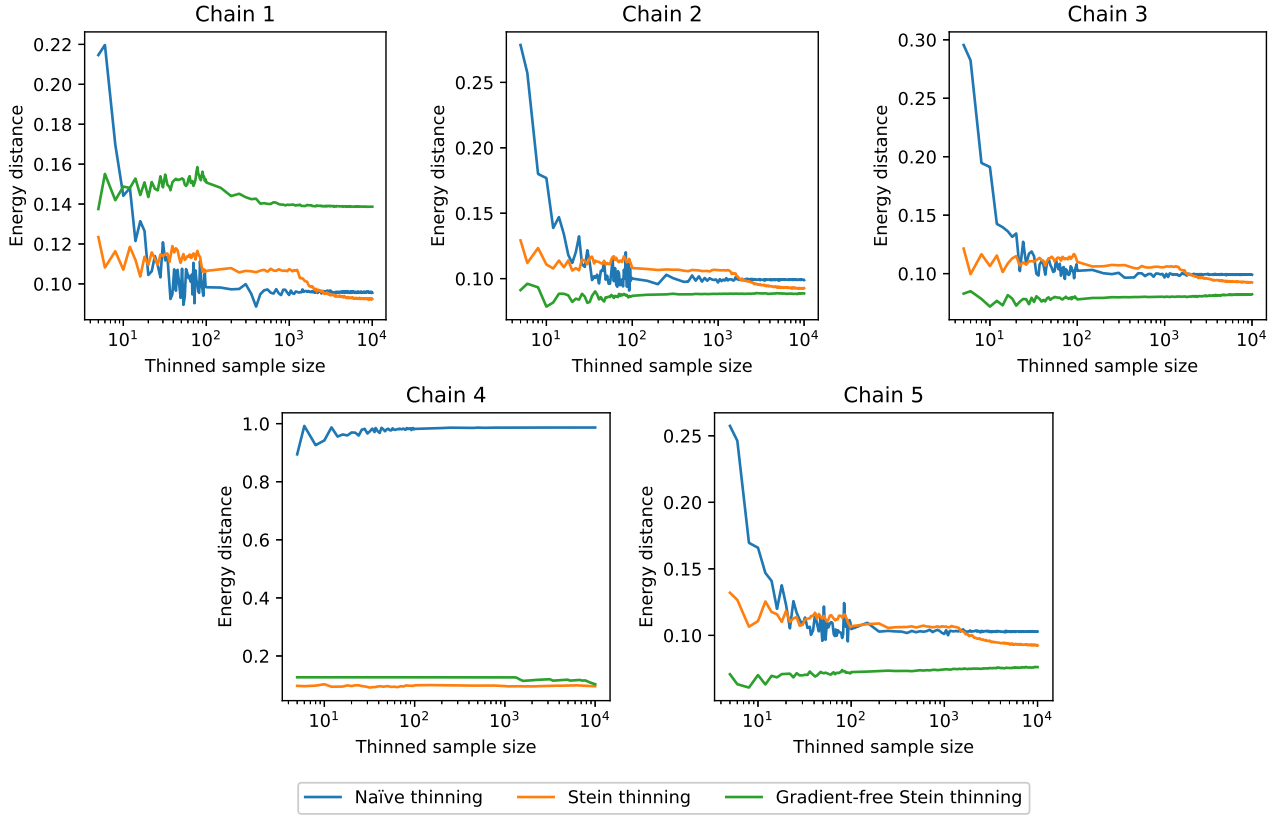 Chain 1
Chain 2
Chain 3
0.22
0.20
0.18
0.16
0.14
0.12
0.10
Energy distance
10¹
10²
10³
10⁴
Thinned sample size
0.25
0.20
0.15
0.10
Energy distance
10¹
10²
10³
10⁴
Thinned sample size
0.30
0.25
0.20
0.15
0.10
Energy distance
10¹
10²
10³
10⁴
Thinned sample size
Chain 4
Chain 5
1.0
0.8
0.6
0.4
0.2
Energy distance
10¹
10²
10³
10⁴
Thinned sample size
0.25
0.20
0.15
0.10
Energy distance
10¹
10²
10³
10⁴
Thinned sample size
Naïve thinning
Stein thinning
Gradient-free Stein thinning